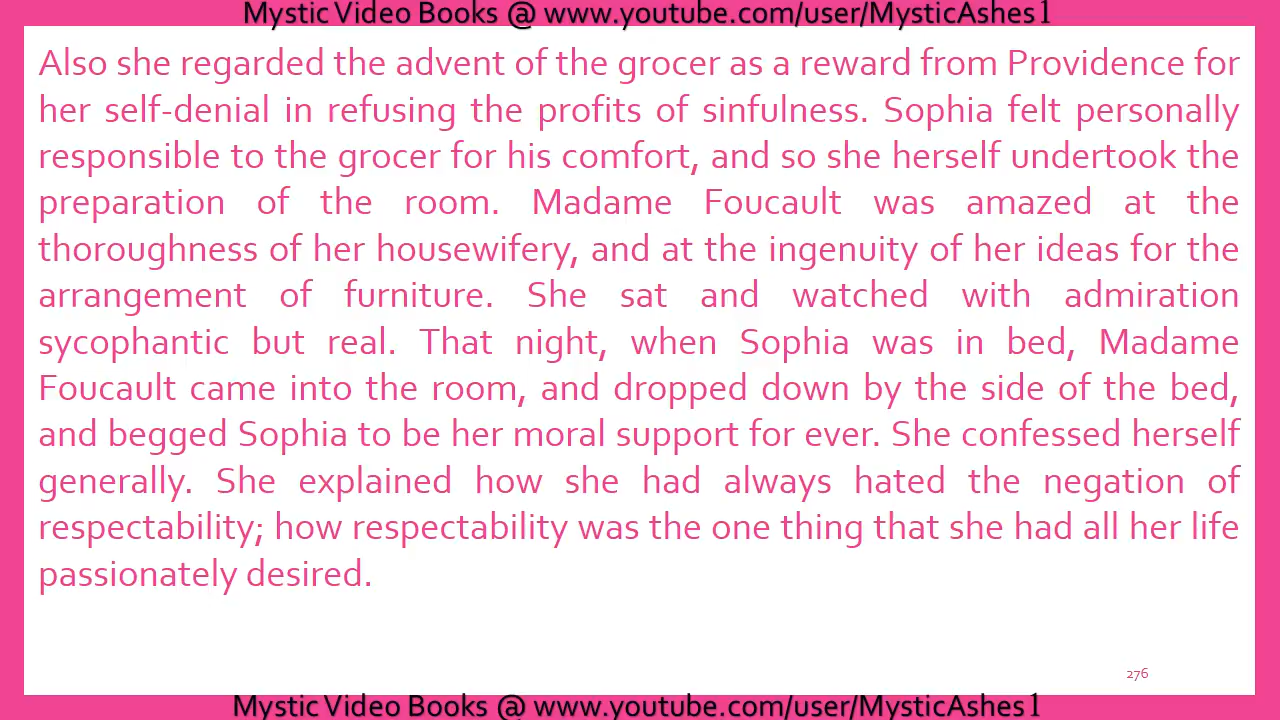 Mystic Video Books @ www.youtube.com/user/MysticAshes1
Also she regarded the advent of the grocer as a reward from Providence for
her self-denial in refusing the profits of sinfulness. Sophia felt personally
responsible to the grocer for his comfort, and so she herself undertook the
preparation of the room. Madame Foucault was amazed at the
thoroughness of her housewifery, and at the ingenuity of her ideas for the
arrangement of furniture. She sat and watched with admiration
sycophantic but real. That night, when Sophia was in bed, Madame
Foucault came into the room, and dropped down by the side of the bed,
and begged Sophia to be her moral support for ever. She confessed herself
generally. She explained how she had always hated the negation of
respectability; how respectability was the one thing that she had all her life
passionately desired.
276
Mystic Video Books @ www.youtube.com/user/MysticAshes1